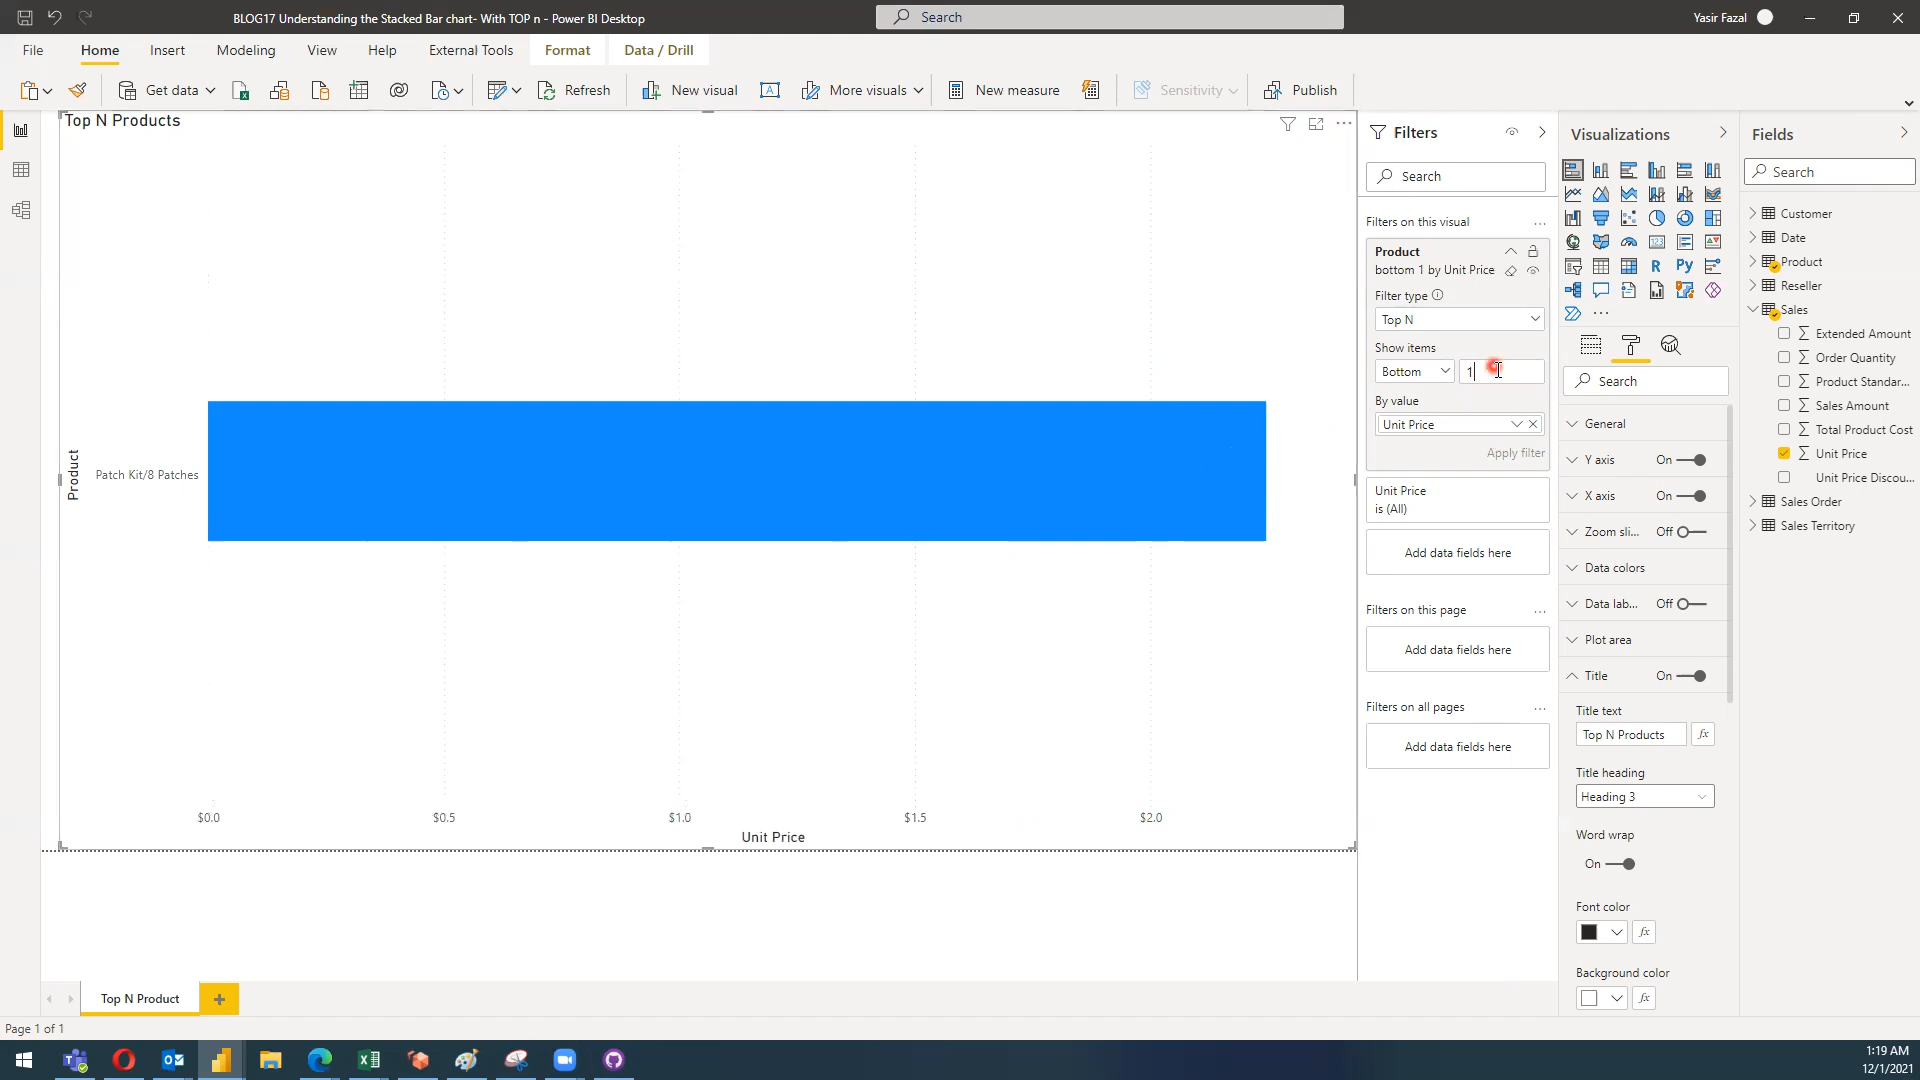 BLOG17 Understanding the Stacked Bar chart- With TOP n - Power BI Desktop
Search
Yasir Fazal
File
Home
Insert
Modeling
View
Help
External Tools
Format
Data / Drill
Get data
Refresh
New visual
A
More visuals
New measure
Sensitivity
Publish
Top N Products
Product
Patch Kit/8 Patches
$0.0
$0.5
$1.0
$1.5
$2.0
Unit Price
Filters
Search
Filters on this visual
Product
bottom 1 by Unit Price
Filter type
Top N
Show items
Bottom
1
By value
Unit Price
Apply filter
Unit Price
is (All)
Add data fields here
Filters on this page
Add data fields here
Filters on all pages
Add data fields here
Visualizations
123
R
Py
Search
General
Y axis On
X axis On
Zoom sli... Off
Data colors
Data lab... Off
Plot area
Title On
Title text
Top N Products
fx
Title heading
Heading 3
Word wrap
On
Font color
fx
Background color
fx
Fields
Search
Customer
Date
Product
Reseller
Sales
Extended Amount
Order Quantity
Product Standar...
Sales Amount
Total Product Cost
Unit Price
Unit Price Discou...
Sales Order
Sales Territory
Top N Product
Page 1 of 1
1:19 AM
12/1/2021